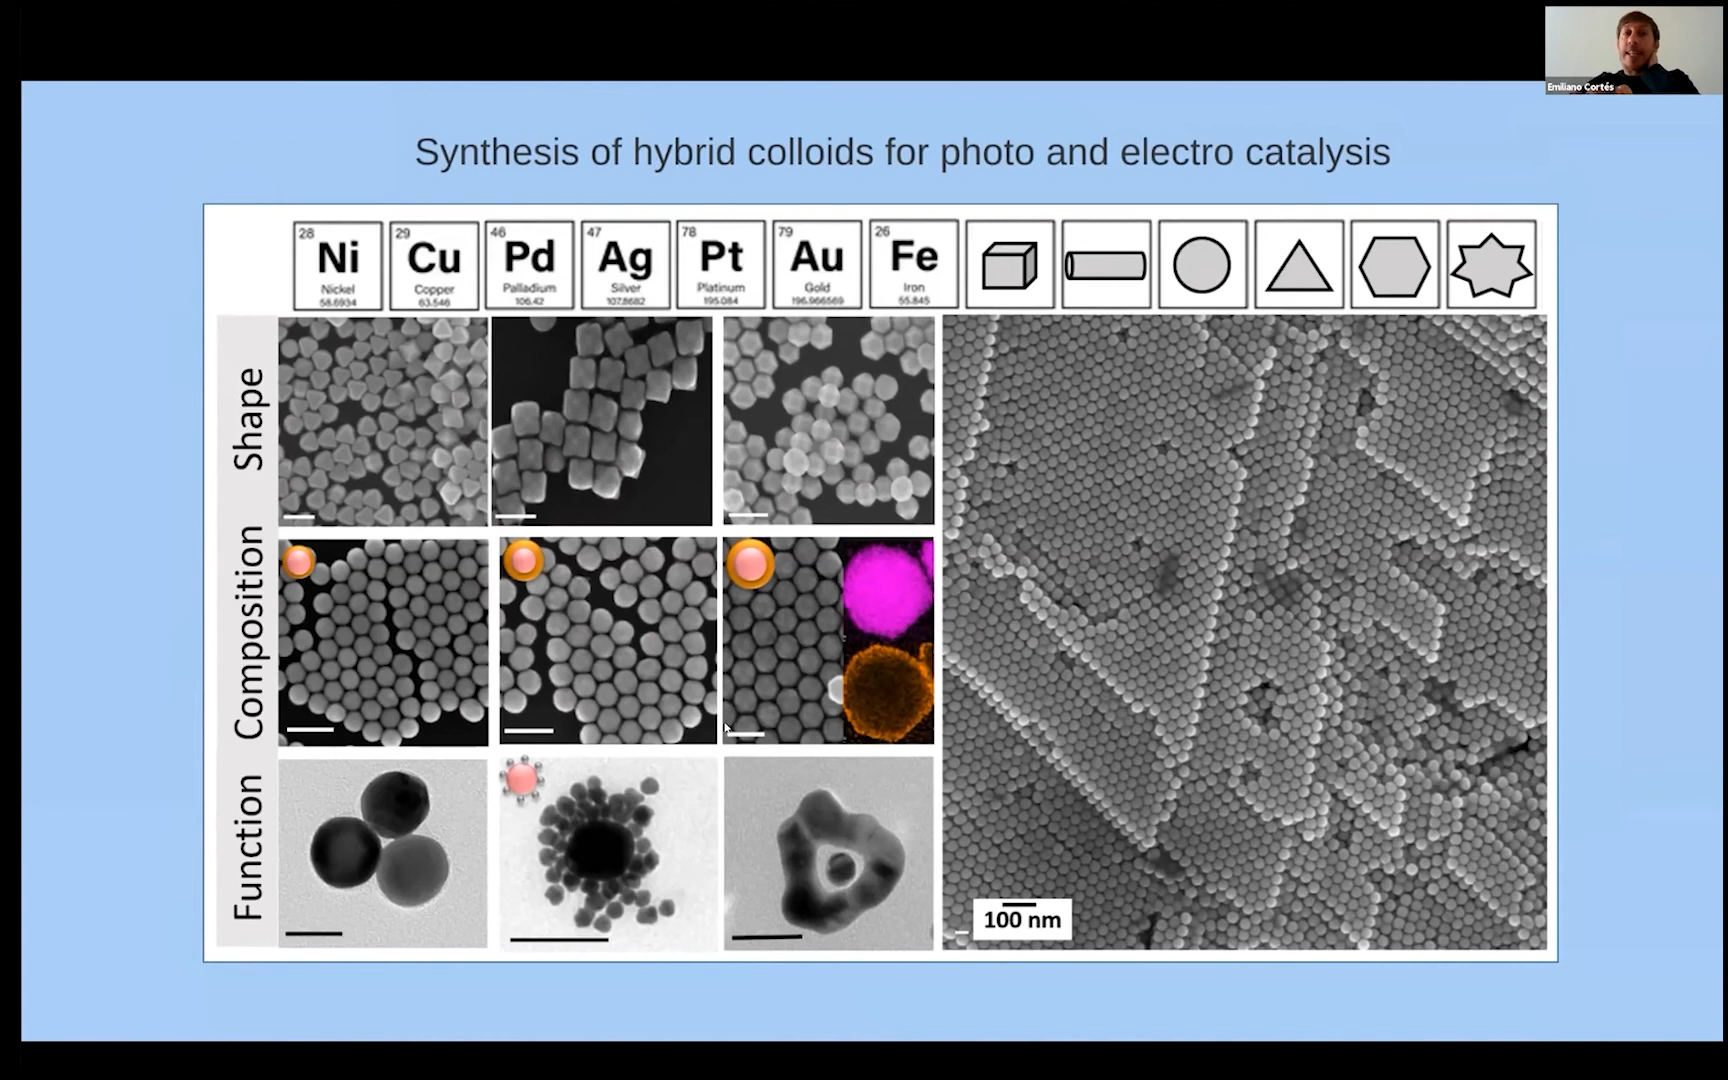 Emiliano Cortés
Synthesis of hybrid colloids for photo and electro catalysis
28
Ni
Nickel
58.6934
29
Cu
Copper
63.546
46
Pd
Palladium
106.42
47
Ag
Silver
107.8682
78
Pt
Platinum
195.084
79
Au
Gold
196.966569
26
Fe
Iron
55.845
Shape
Composition
Function
100 nm